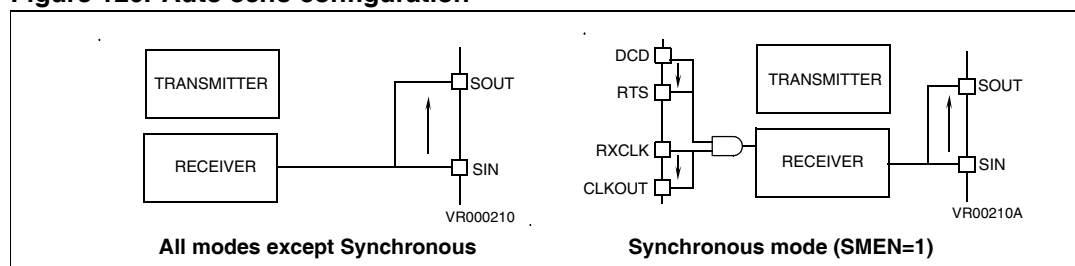 Figure Auto echo configuration
TRANSMITTER
RECEIVER
SOUT
SIN
VR000210
All modes except Synchronous
DCD
RTS
RXCLK
CLKOUT
TRANSMITTER
RECEIVER
SOUT
SIN
VR00210A
Synchronous mode (SMEN=1)